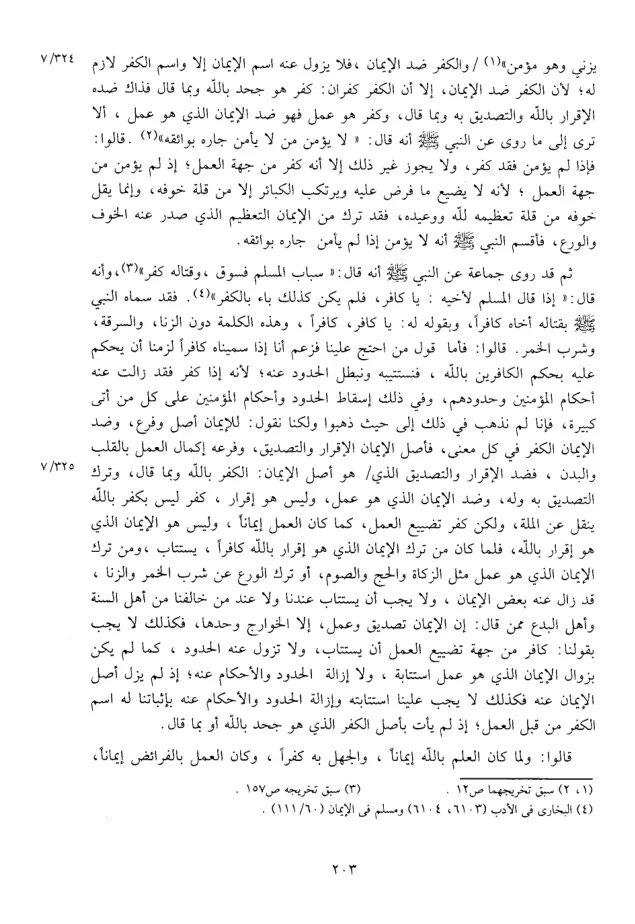 ٧/٣٢٤
يزني وهو مؤمن»(١) / والكفر ضد الإيمان ،فلا يزول عنه اسم الإيمان إلا واسم الكفر لازم
له؛ لأن الكفر ضد الإيمان، إلا أن الكفر كفران: كفر هو جحد بالله وبما قال فذاك ضده
الإقرار بالله والتصديق به وبما قال، وكفر هو عمل فهو ضد الإيمان الذي هو عمل ، ألا
ترى إلى ما روى عن النبي ﷺ أنه قال: « لا يؤمن من لا يأمن جاره بوائقه»(٢) .قالوا:
فإذا لم يؤمن فقد كفر، ولا يجوز غير ذلك إلا أنه كفر من جهة العمل؛ إذ لم يؤمن من
جهة العمل ؛ لأنه لا يضيع ما فرض عليه ويرتكب الكبائر إلا من قلة خوفه، وإنما يقل
خوفه من قلة تعظيمه لله ووعيده، فقد ترك من الإيمان التعظيم الذي صدر عنه الخوف
والورع، فأقسم النبي ﷺ أنه لا يؤمن إذا لم يأمن جاره بوائقه.
ثم قد روى جماعة عن النبي ﷺ أنه قال:« سباب المسلم فسوق ،وقتاله كفر»(٣)،وأنه
قال:« إذا قال المسلم لأخيه : يا كافر، فلم يكن كذلك باء بالكفر»(٤). فقد سماه النبي
ﷺ بقتاله أخاه كافراً، وبقوله له: يا كافر، كافراً ، وهذه الكلمة دون الزنا، والسرقة،
وشرب الخمر. قالوا: فأما قول من احتج علينا فزعم أنا إذا سميناه كافراً لزمنا أن يحكم
عليه بحكم الكافرين بالله ، فنستتيبه ونبطل الحدود عنه؛ لأنه إذا كفر فقد زالت عنه
أحكام المؤمنين وحدودهم، وفي ذلك إسقاط الحدود وأحكام المؤمنين على كل من أتى
كبيرة، فإنا لم نذهب في ذلك إلى حيث ذهبوا ولكنا نقول: للإيمان أصل وفرع، وضد
الإيمان الكفر في كل معنى، فأصل الإيمان الإقرار والتصديق، وفرعه إكمال العمل بالقلب
٧/٣٢٥
والبدن ، فضد الإقرار والتصديق الذي/ هو أصل الإيمان: الكفر بالله وبما قال، وترك
التصديق به وله، وضد الإيمان الذي هو عمل، وليس هو إقرار ، كفر ليس بكفر بالله
ينقل عن الملة، ولكن كفر تضييع العمل، كما كان العمل إيماناً ، وليس هو الإيمان الذي
هو إقرار بالله، فلما كان من ترك الإيمان الذي هو إقرار بالله كافراً ، يستتاب ،ومن ترك
الإيمان الذي هو عمل مثل الزكاة والحج والصوم، أو ترك الورع عن شرب الخمر والزنا ،
قد زال عنه بعض الإيمان ، ولا يجب أن يستتاب عندنا ولا عند من خالفنا من أهل السنة
وأهل البدع ممن قال: إن الإيمان تصديق وعمل، إلا الخوارج وحدها، فكذلك لا يجب
بقولنا: كافر من جهة تضييع العمل أن يستتاب، ولا تزول عنه الحدود ، كما لم يكن
بزوال الإيمان الذي هو عمل استتابة ، ولا إزالة الحدود والأحكام عنه؛ إذ لم يزل أصل
الإيمان عنه فكذلك لا يجب علينا استتابته وإزالة الحدود والأحكام عنه بإثباتنا له اسم
الكفر من قبل العمل؛ إذ لم يأت بأصل الكفر الذي هو جحد بالله أو بما قال.
قالوا: ولما كان العلم بالله إيماناً ، والجهل به كفراً ، وكان العمل بالفرائض إيماناً،
(١، ٢) سبق تخريجهما ص١٢ . (٣) سبق تخريجه ص١٥٧ .
(٤) البخارى فى الأدب (٦١٠٣، ٦١٠٤) ومسلم فى الإيمان (٦٠/ ١١١) .
٢٠٣